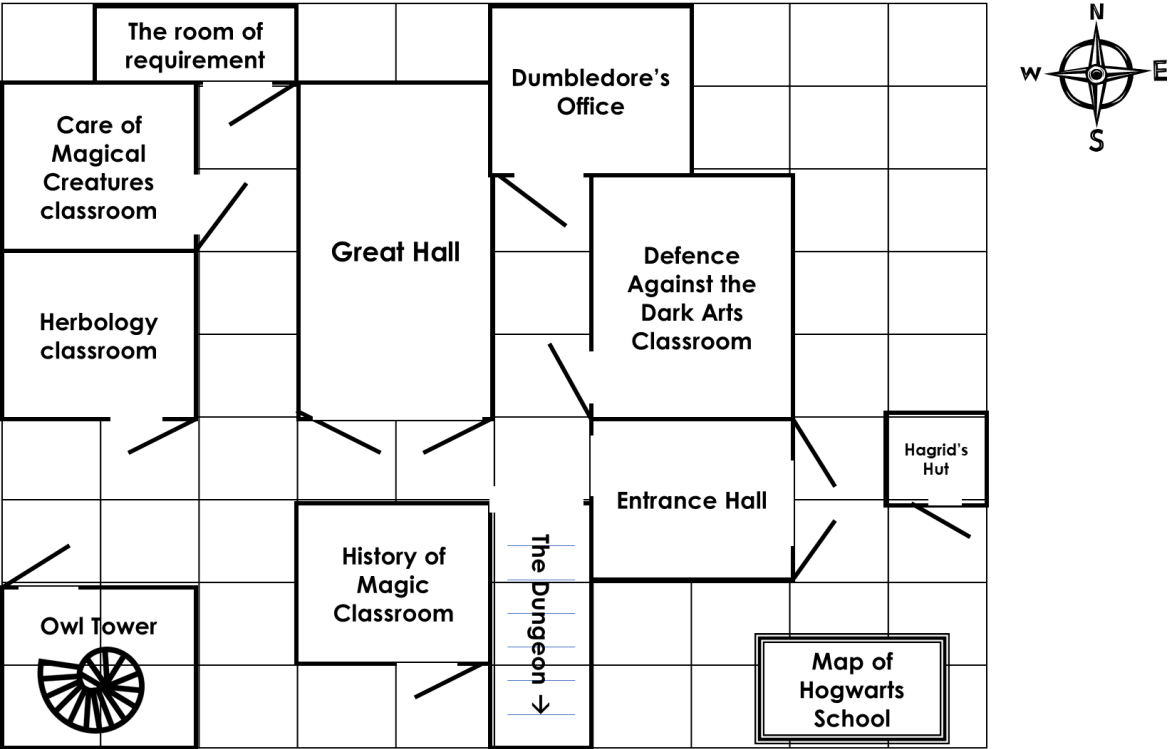 The room of
requirement
Dumbledore's
Office
N
W
E
S
Care of
Magical
Creatures
classroom
Great Hall
Defence
Against the
Dark Arts
Classroom
Herbology
classroom
Hagrid's
Hut
Entrance Hall
History of
Magic
Classroom
The Dungeon →
Owl Tower
Map of
Hogwarts
School